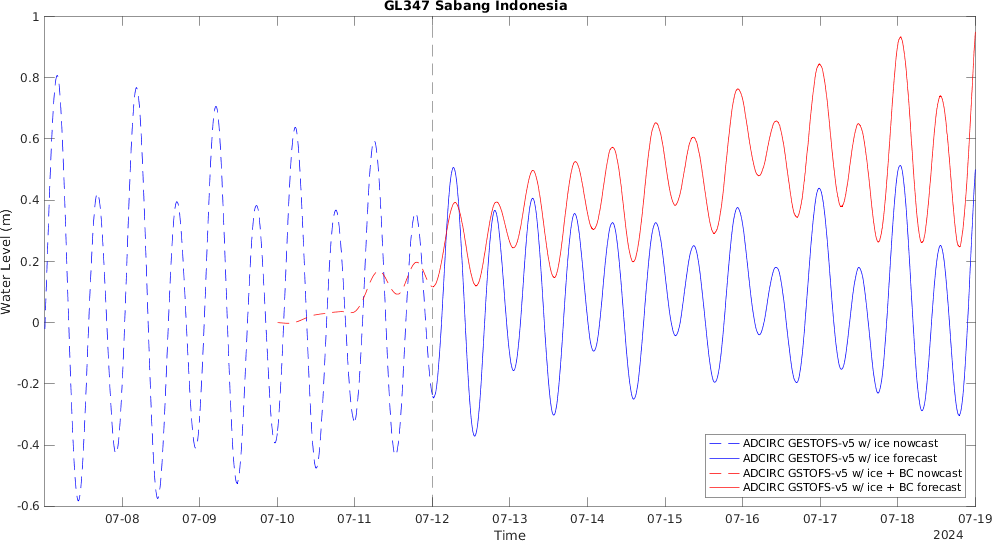 GL347 Sabang Indonesia
1
0.8
0.6
0.4
0.2
0
-0.2
-0.4
-0.6
Water Level (m)
07-08 07-09 07-10 07-11 07-12 07-13 07-14 07-15 07-16 07-17 07-18 07-19
Time
2024
ADCIRC GESTOFS-v5 w/ ice nowcast
ADCIRC GESTOFS-v5 w/ ice forecast
ADCIRC GSTOFS-v5 w/ ice + BC nowcast
ADCIRC GSTOFS-v5 w/ ice + BC forecast